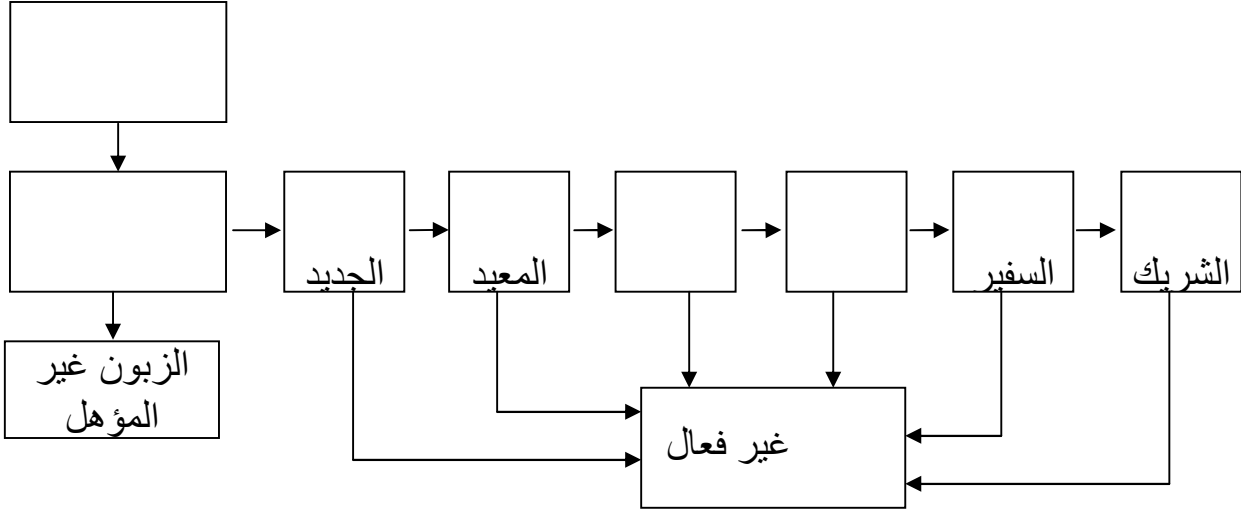 الجديد
المعيد
السفير
الشريك
الزبون غير
المؤهل
غير فعال